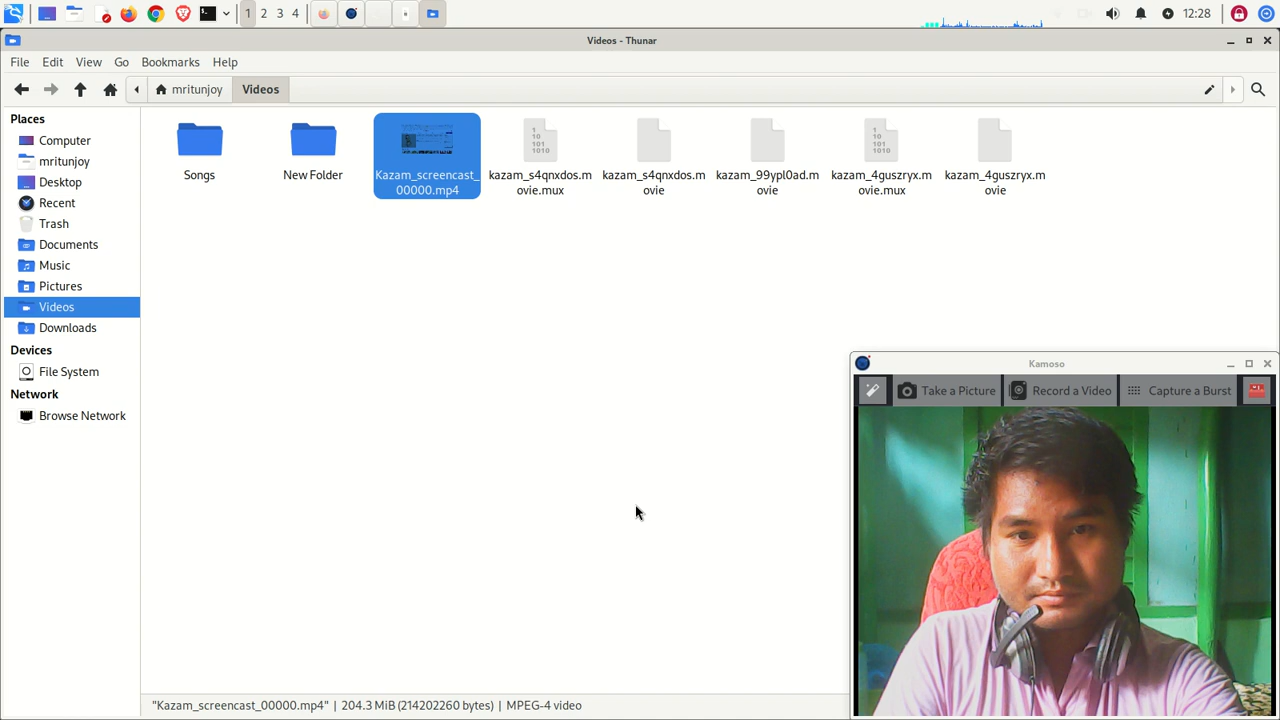 1 2 3 4 12:28
Videos - Thunar
File Edit View Go Bookmarks Help
mritunjoy Videos
Places
Computer
mritunjoy
Desktop
Recent
Trash
Documents
Music
Pictures
Videos
Downloads
Devices
File System
Network
Browse Network
Songs
New Folder
Kazam_screencast_
00000.mp4
kazam_s4qnxdos.m
ovie.mux
kazam_s4qnxdos.m
ovie
kazam_99ypl0ad.m
ovie
kazam_4guszryx.m
ovie.mux
kazam_4guszryx.m
ovie
Kamoso
Take a Picture Record a Video Capture a Burst
"Kazam_screencast_00000.mp4" | 204.3 MiB (214202260 bytes) | MPEG-4 video